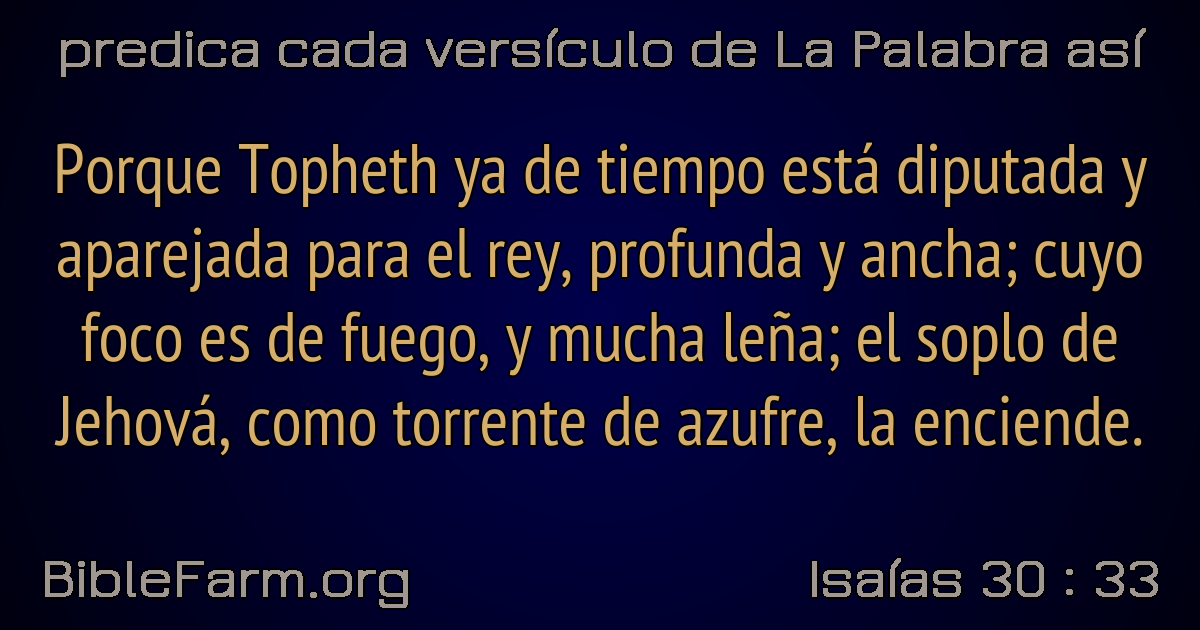 predica cada versículo de La Palabra así
Porque Topheth ya de tiempo está diputada y
aparejada para el rey, profunda y ancha; cuyo
foco es de fuego, y mucha leña; el soplo de
Jehová, como torrente de azufre, la enciende.
BibleFarm.org
Isaías 30 : 33